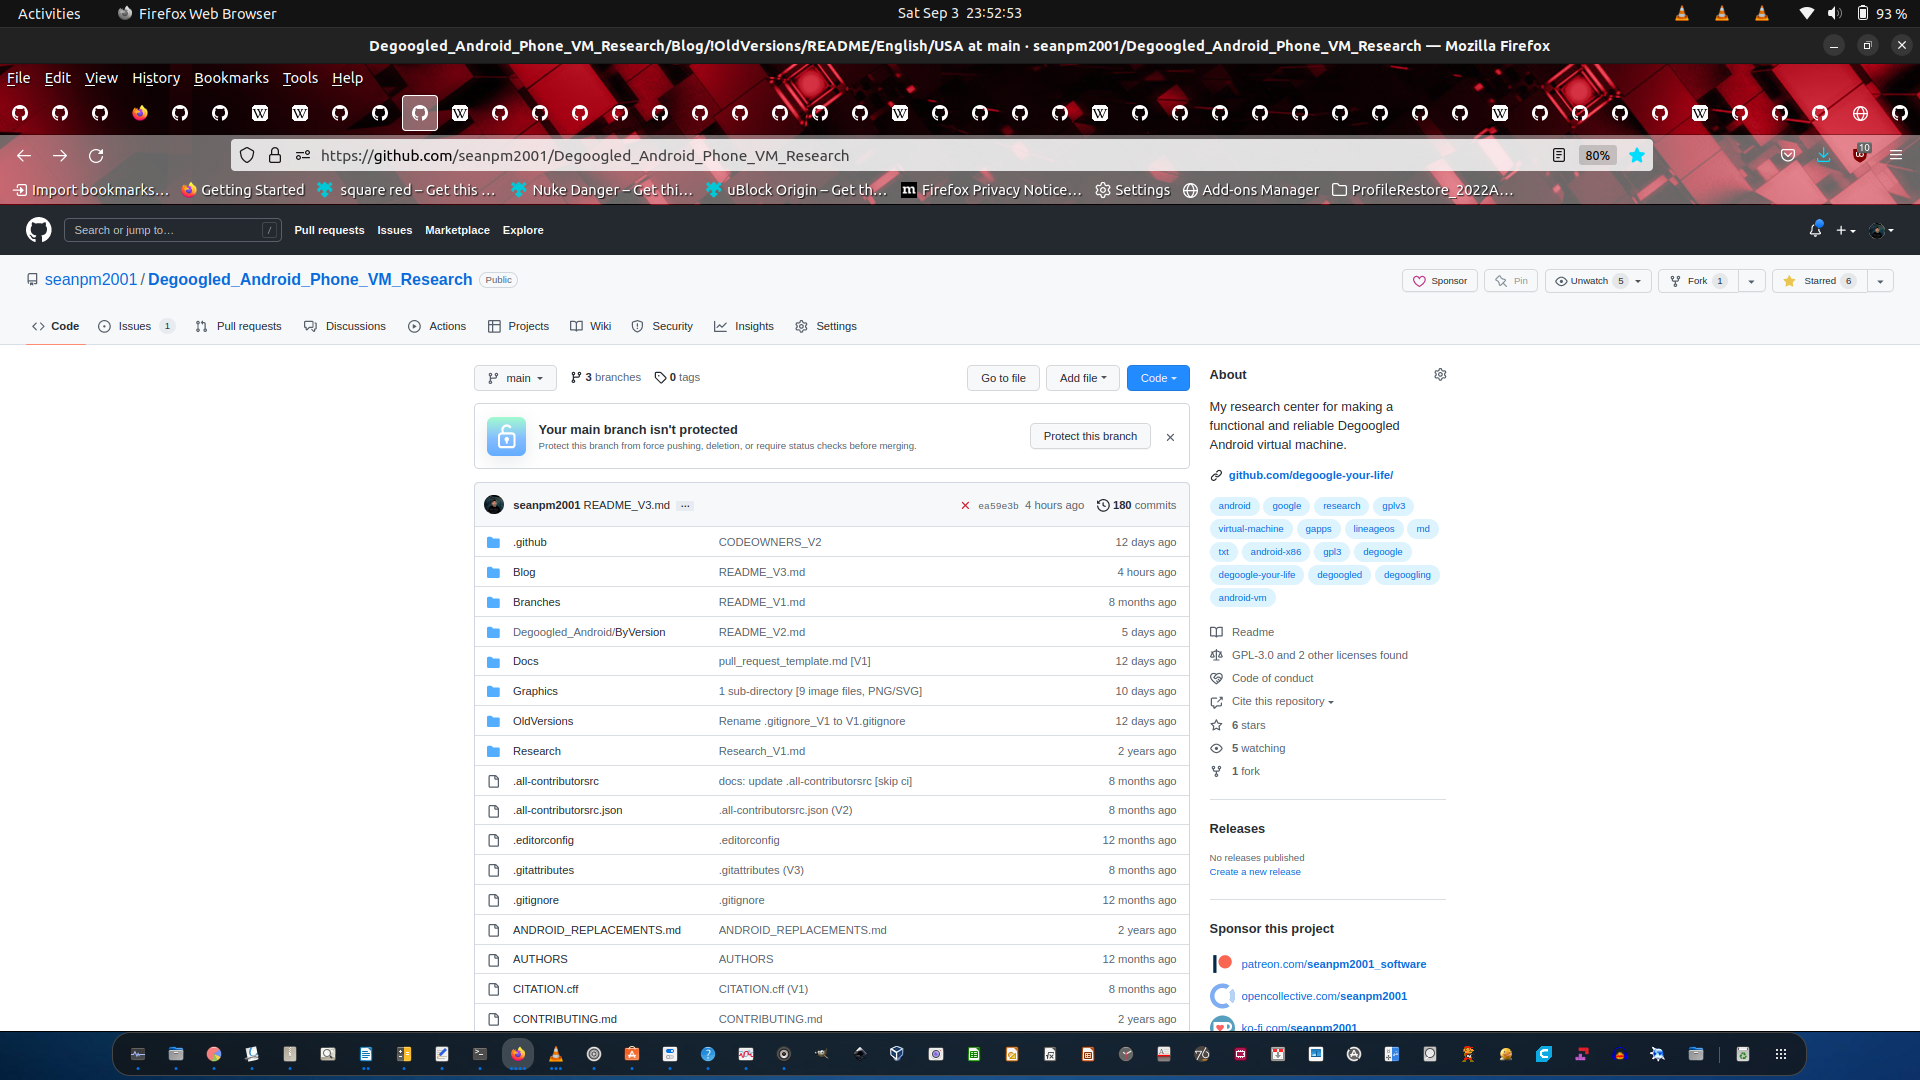 Activities Firefox Web Browser Sat Sep 3 23:52:53 93 %
Degoogled_Android_Phone_VM_Research/Blog/!OldVersions/README/English/USA at main · seanpm2001/Degoogled_Android_Phone_VM_Research — Mozilla Firefox
File Edit View History Bookmarks Tools Help
https://github.com/seanpm2001/Degoogled_Android_Phone_VM_Research 80% 10
Import bookmarks… Getting Started square red – Get this … Nuke Danger – Get thi… uBlock Origin – Get th… Firefox Privacy Notice… Settings Add-ons Manager ProfileRestore_2022A…
Search or jump to… / Pull requests Issues Marketplace Explore
seanpm2001 / Degoogled_Android_Phone_VM_Research Public Sponsor Pin Unwatch 5 Fork 1 Starred 6
Code Issues 1 Pull requests Discussions Actions Projects Wiki Security Insights Settings
main 3 branches 0 tags Go to file Add file Code
Your main branch isn't protected
Protect this branch from force pushing, deletion, or require status checks before merging.
Protect this branch
seanpm2001 README_V3.md … ea59e3b 4 hours ago 180 commits
.github CODEOWNERS_V2 12 days ago
Blog README_V3.md 4 hours ago
Branches README_V1.md 8 months ago
Degoogled_Android/ByVersion README_V2.md 5 days ago
Docs pull_request_template.md [V1] 12 days ago
Graphics 1 sub-directory [9 image files, PNG/SVG] 10 days ago
OldVersions Rename .gitignore_V1 to V1.gitignore 12 days ago
Research Research_V1.md 2 years ago
.all-contributorsrc docs: update .all-contributorsrc [skip ci] 8 months ago
.all-contributorsrc.json .all-contributorsrc.json (V2) 8 months ago
.editorconfig .editorconfig 12 months ago
.gitattributes .gitattributes (V3) 8 months ago
.gitignore .gitignore 12 months ago
ANDROID_REPLACEMENTS.md ANDROID_REPLACEMENTS.md 2 years ago
AUTHORS AUTHORS 12 months ago
CITATION.cff CITATION.cff (V1) 8 months ago
CONTRIBUTING.md CONTRIBUTING.md 2 years ago
About
My research center for making a
functional and reliable Degoogled
Android virtual machine.
github.com/degoogle-your-life/
android google research gplv3
virtual-machine gapps lineageos md
txt android-x86 gpl3 degoogle
degoogle-your-life degoogled degoogling
android-vm
Readme
GPL-3.0 and 2 other licenses found
Code of conduct
Cite this repository
6 stars
5 watching
1 fork
Releases
No releases published
Create a new release
Sponsor this project
patreon.com/seanpm2001_software
opencollective.com/seanpm2001
ko-fi.com/seanpm2001